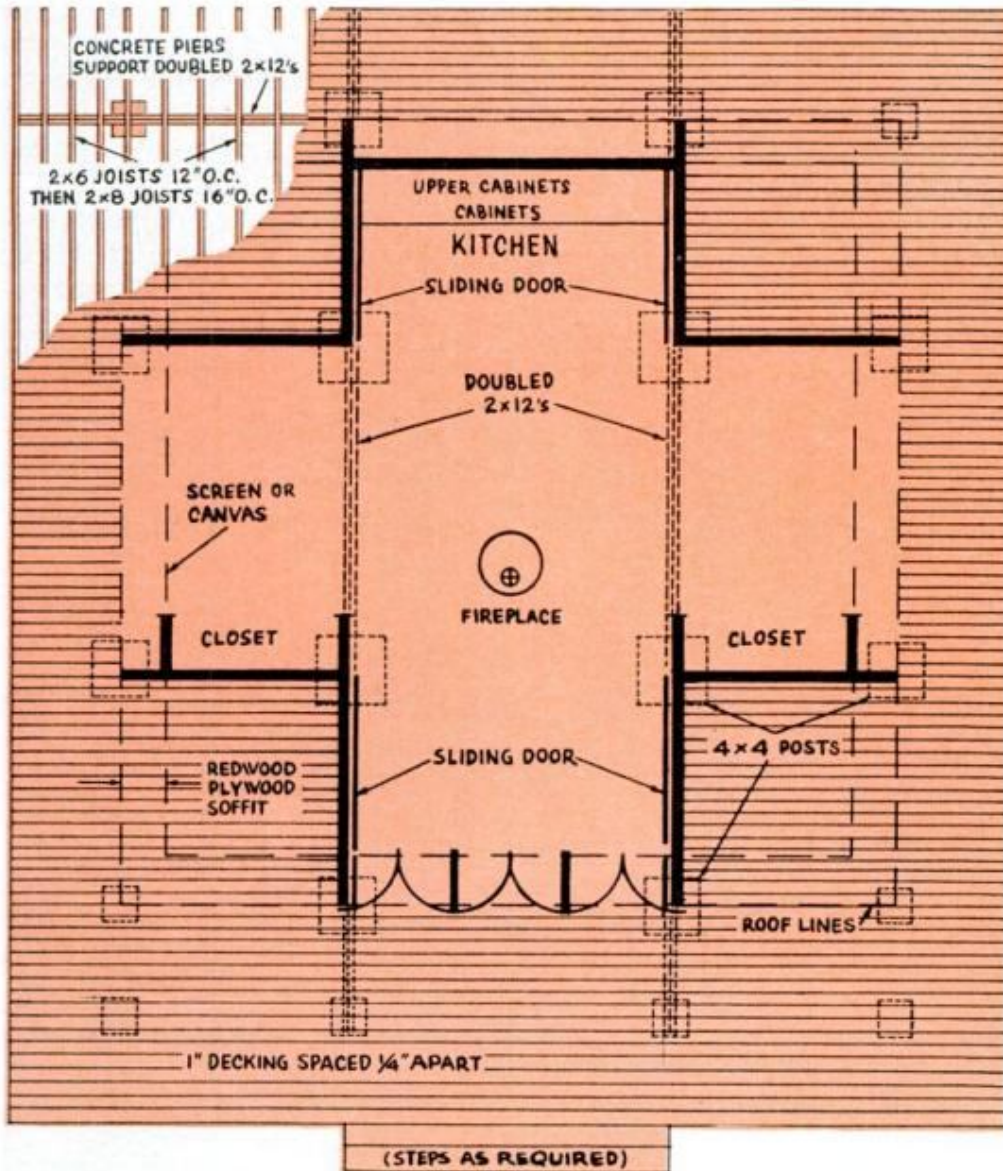 CONCRETE PIERS
SUPPORT DOUBLED 2×12's
2×6 JOISTS 12" O.C.
THEN 2×8 JOISTS 16" O.C.
UPPER CABINETS
CABINETS
KITCHEN
SLIDING DOOR
DOUBLED
2×12's
SCREEN OR
CANVAS
FIREPLACE
CLOSET
CLOSET
4×4 POSTS
SLIDING DOOR
REDWOOD
PLYWOOD
SOFFIT
ROOF LINES
1" DECKING SPACED ¼" APART
(STEPS AS REQUIRED)